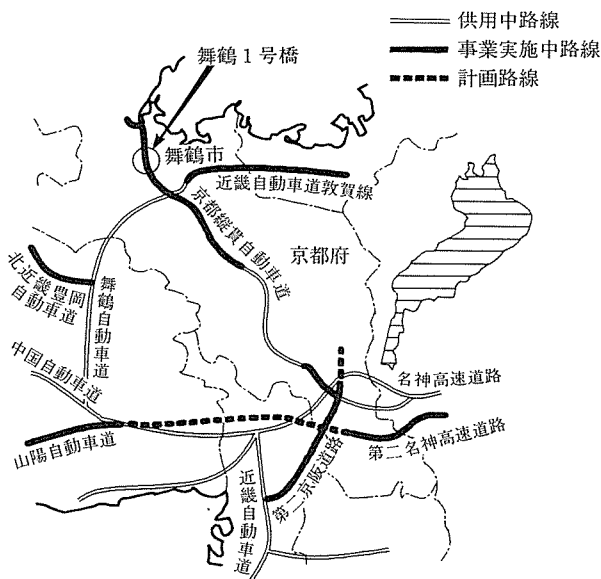 供用中路線
事業実施中路線
計画路線
舞鶴1号橋
舞鶴市
近畿自動車道敦賀線
京都縦貫自動車道
京都府
北近畿豊岡
自動車道
舞鶴自動車道
中国自動車道
名神高速道路
山陽自動車道
第二名神高速道路
第二京阪道路
近畿自動車道